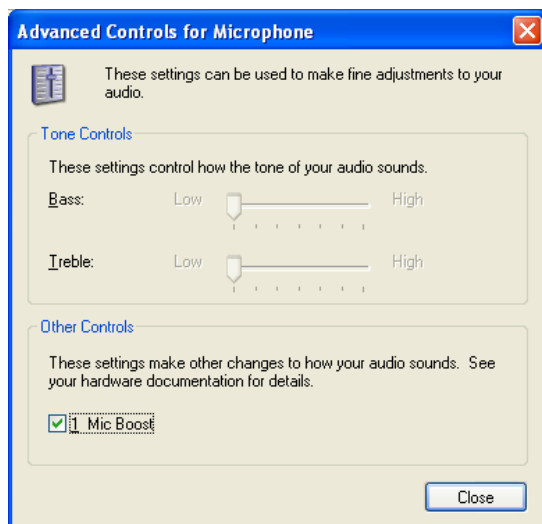 Advanced Controls for Microphone
These settings can be used to make fine adjustments to your
audio.
Tone Controls
These settings control how the tone of your audio sounds.
Bass: Low High
Treble: Low High
Other Controls
These settings make other changes to how your audio sounds. See
your hardware documentation for details.
1 Mic Boost
Close